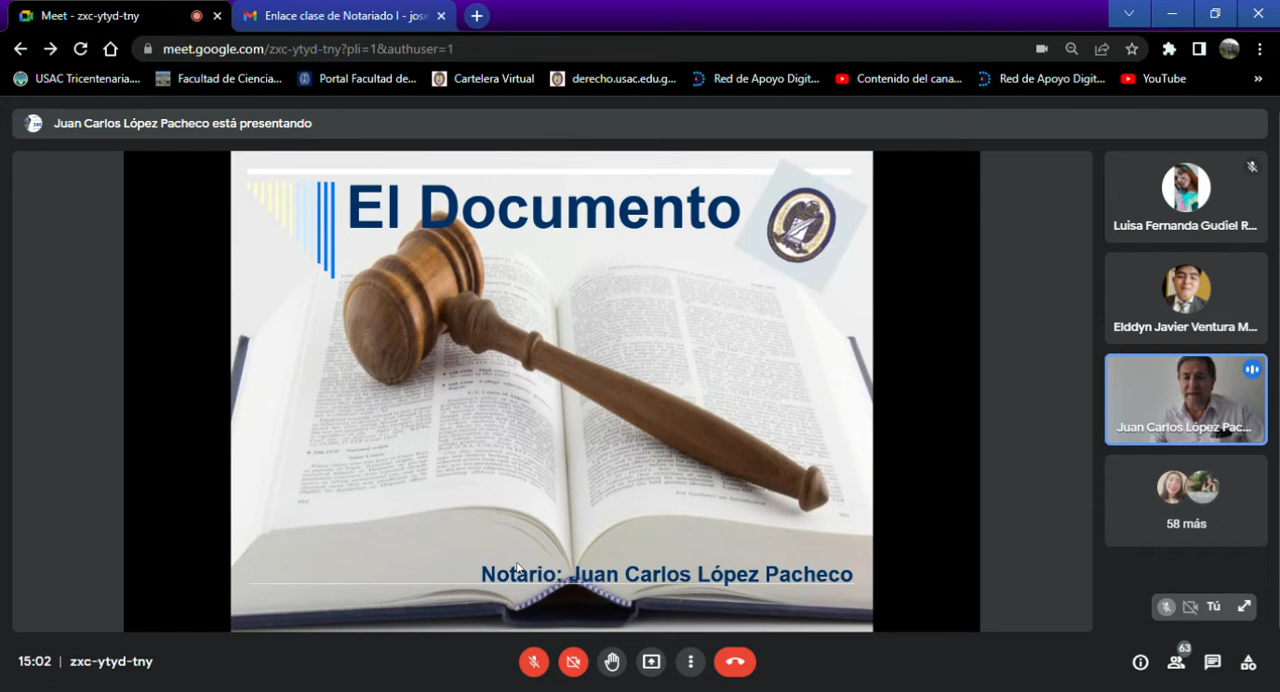 Meet - zxc-ytyd-tny
Enlace clase de Notariado I - jose
meet.google.com/zxc-ytyd-tny?pli=1&authuser=1
USAC Tricentenaria....
Facultad de Ciencia...
Portal Facultad de...
Cartelera Virtual
derecho.usac.edu.g...
Red de Apoyo Digit...
Contenido del cana...
Red de Apoyo Digit...
YouTube
»
Juan Carlos López Pacheco está presentando
El Documento
Notario: Juan Carlos López Pacheco
Luisa Fernanda Gudiel R...
Elddyn Javier Ventura M...
Juan Carlos López Pac...
58 más
Tú
15:02 | zxc-ytyd-tny
63